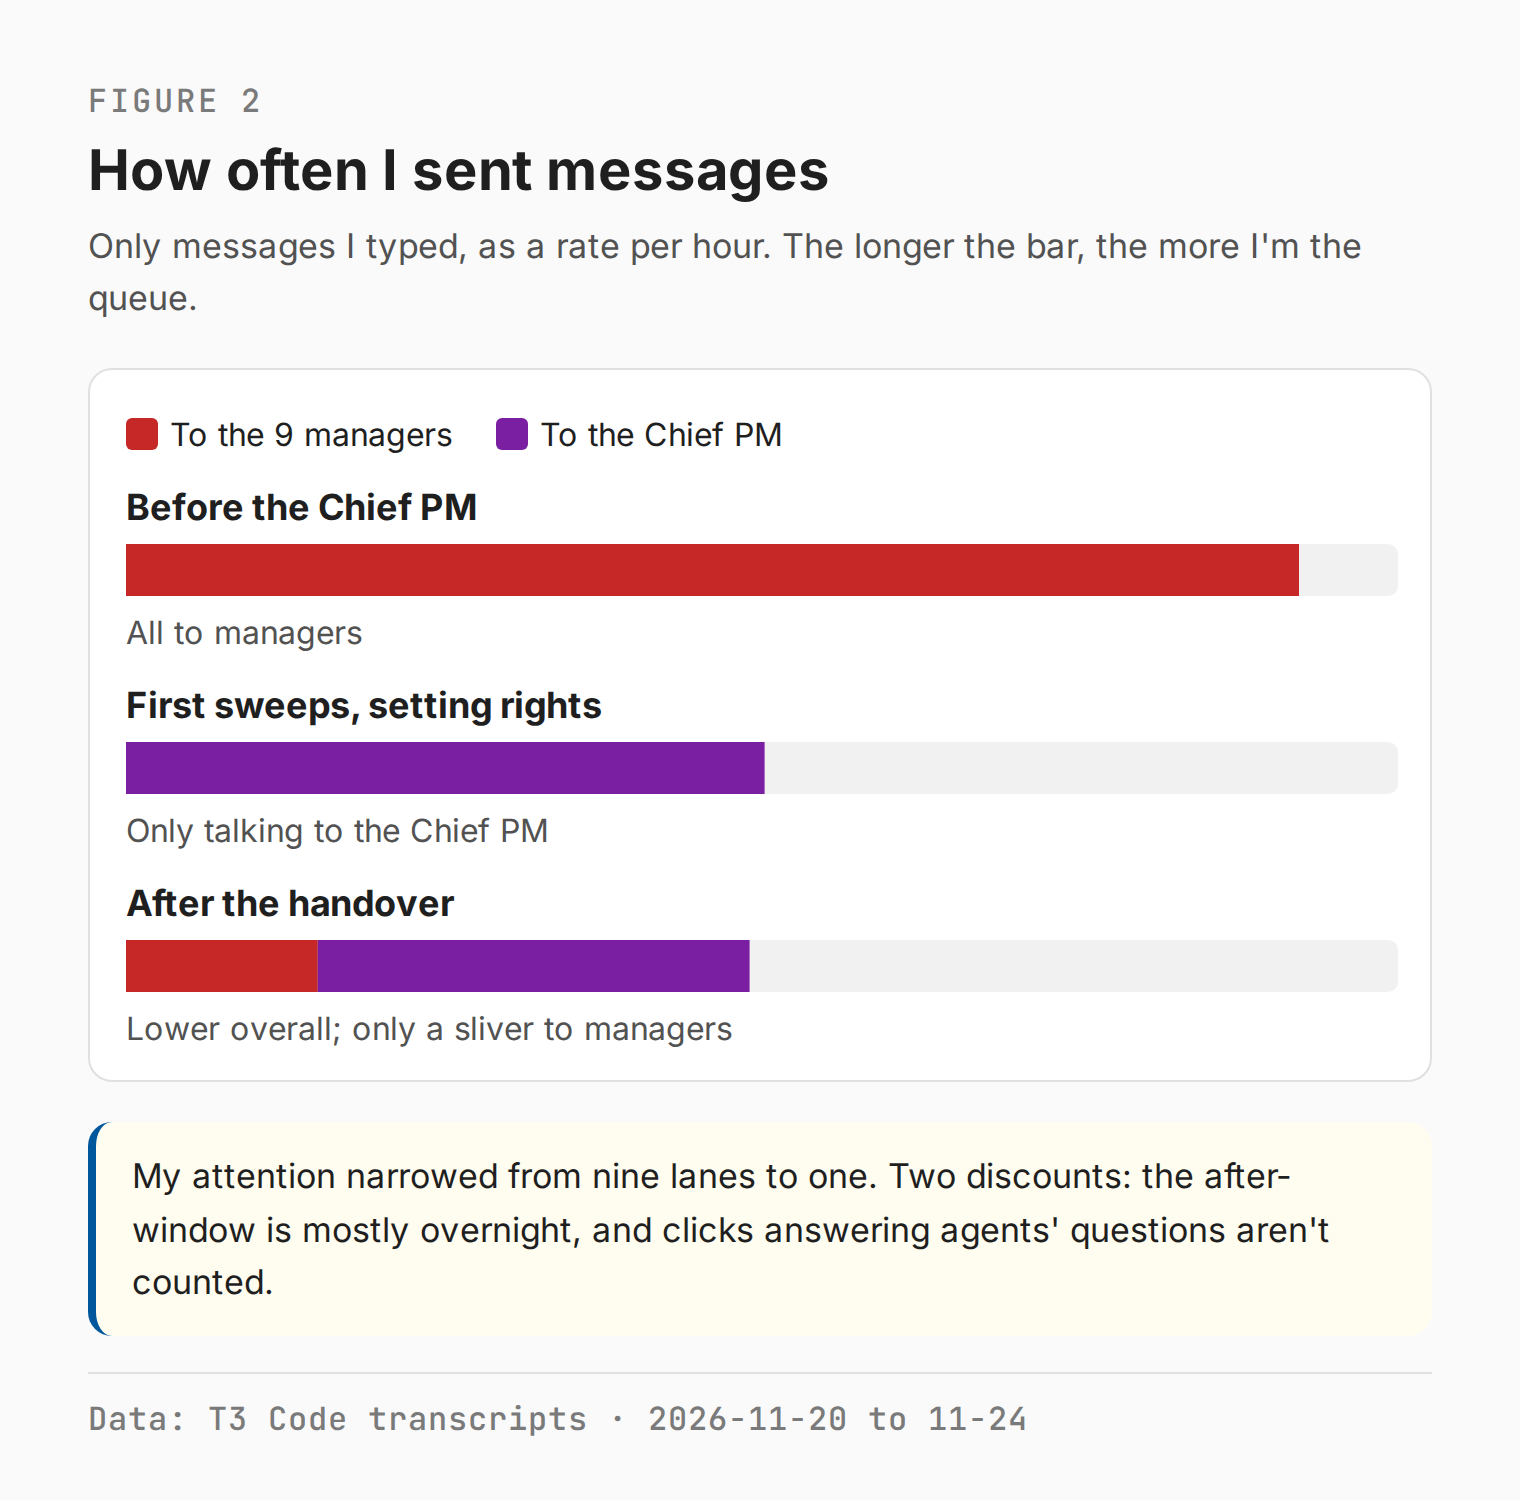 FIGURE 2
How often I sent messages
Only messages I typed, as a rate per hour. The longer the bar, the more I'm the
queue.
To the 9 managers
To the Chief PM
Before the Chief PM
All to managers
First sweeps, setting rights
Only talking to the Chief PM
After the handover
Lower overall; only a sliver to managers
My attention narrowed from nine lanes to one. Two discounts: the after-
window is mostly overnight, and clicks answering agents' questions aren't
counted.
Data: T3 Code transcripts · 2026-11-20 to 11-24